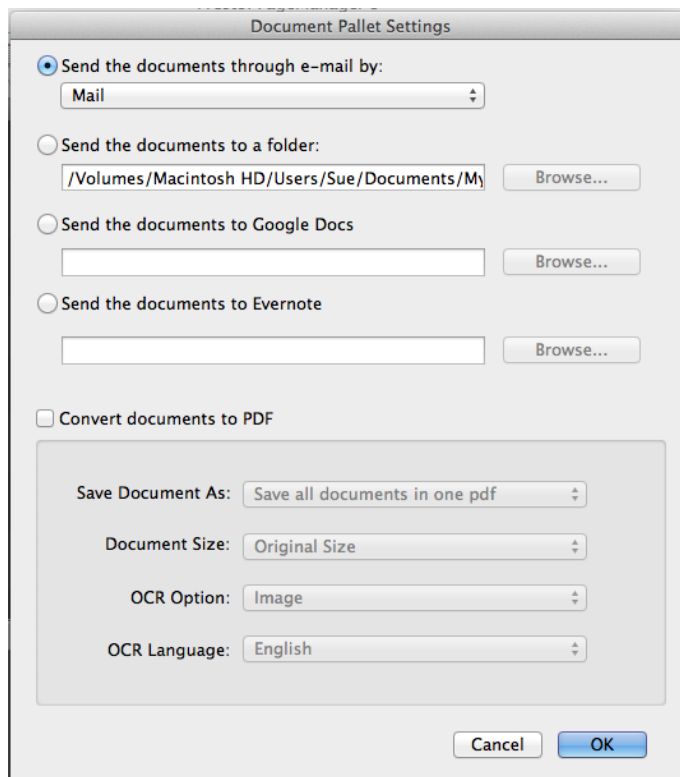 Document Pallet Settings
Send the documents through e-mail by:
Mail
Send the documents to a folder:
/Volumes/Macintosh HD/Users/Sue/Documents/My
Browse...
Send the documents to Google Docs
Browse...
Send the documents to Evernote
Browse...
Convert documents to PDF
Save Document As: Save all documents in one pdf
Document Size: Original Size
OCR Option: Image
OCR Language: English
Cancel OK